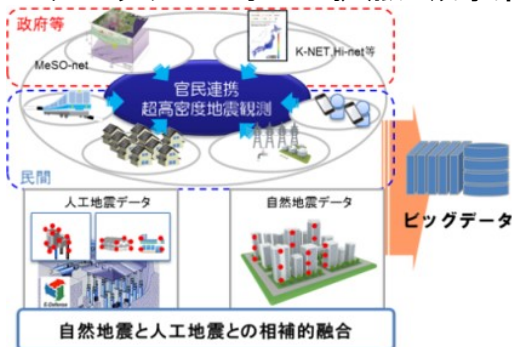 政府等
MeSO-net
K-NET,Hi-net等
官民連携
超高密度地震観測
民間
人工地震データ
自然地震データ
ビッグデータ
E-Defense
自然地震と人工地震との相補的融合